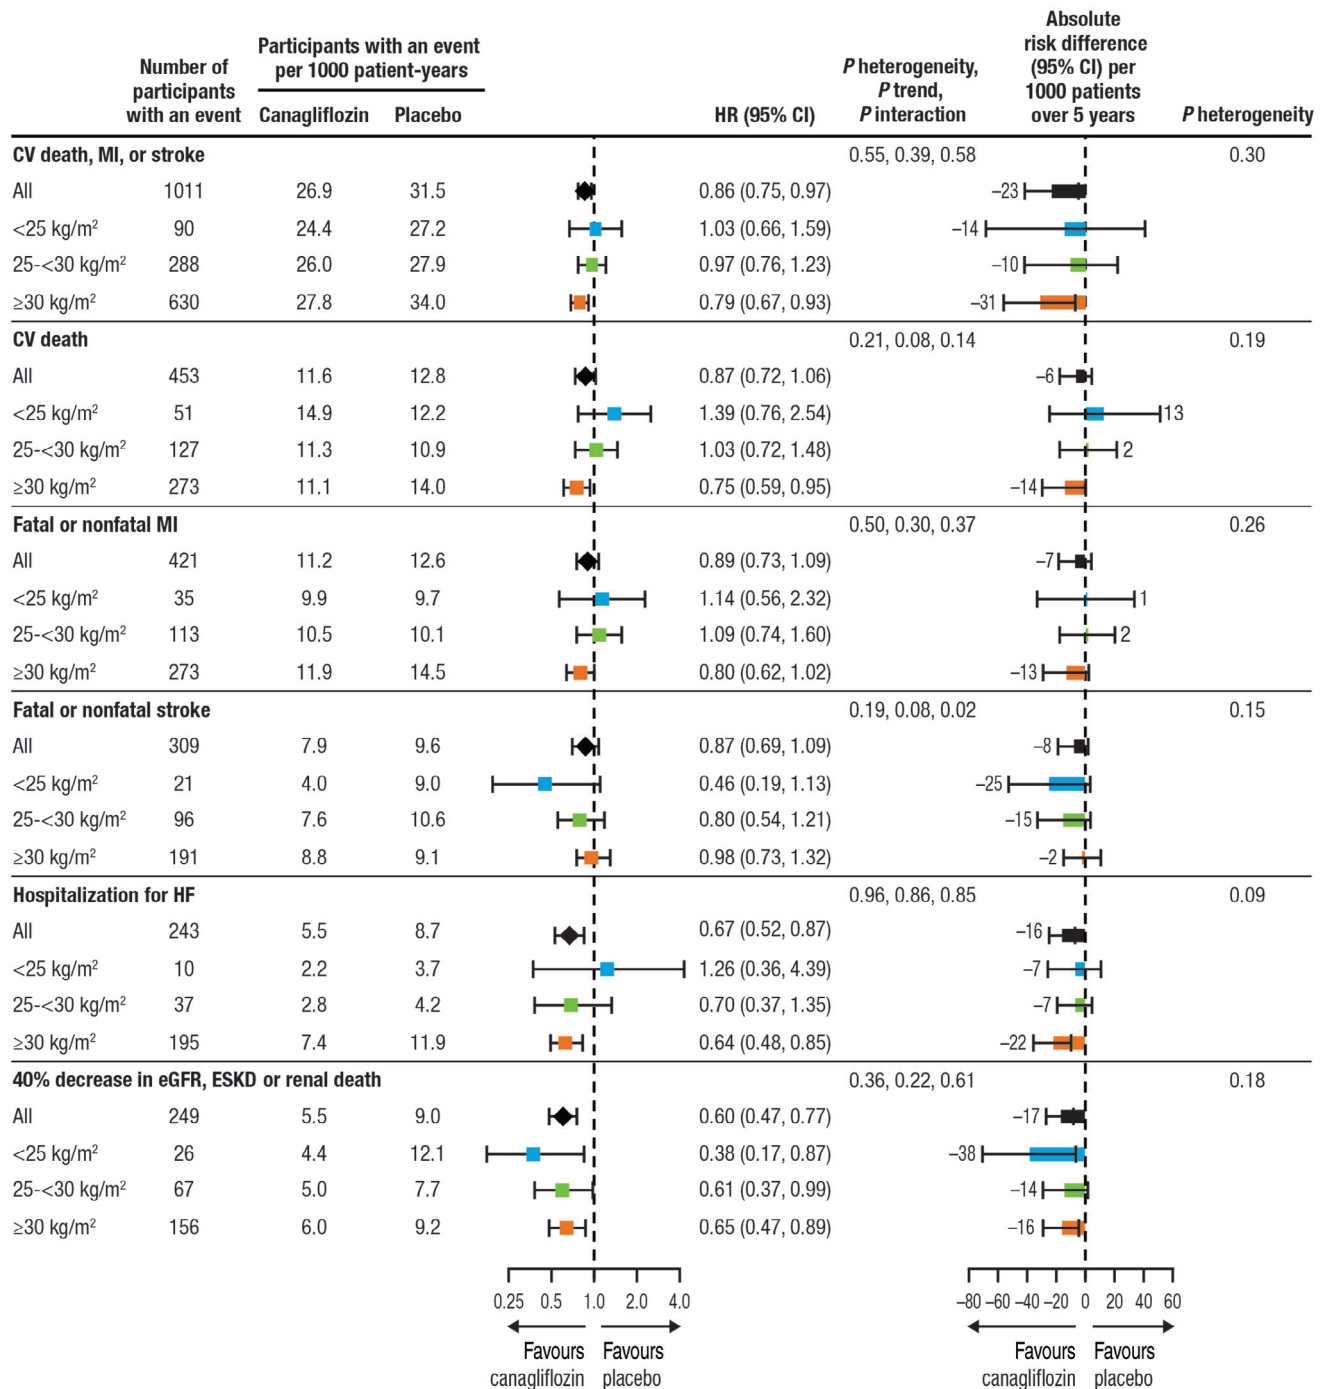 Number of participants with an event
Participants with an event per 1000 patient-years
Canagliflozin Placebo
HR (95% CI)
P heterogeneity, P trend, P interaction
Absolute risk difference (95% CI) per 1000 patients over 5 years
P heterogeneity
CV death, MI, or stroke 0.55, 0.39, 0.58 0.30
All 1011 26.9 31.5 0.86 (0.75, 0.97) –23
<25 kg/m² 90 24.4 27.2 1.03 (0.66, 1.59) –14
25-<30 kg/m² 288 26.0 27.9 0.97 (0.76, 1.23) –10
≥30 kg/m² 630 27.8 34.0 0.79 (0.67, 0.93) –31
CV death 0.21, 0.08, 0.14 0.19
All 453 11.6 12.8 0.87 (0.72, 1.06) –6
<25 kg/m² 51 14.9 12.2 1.39 (0.76, 2.54) 13
25-<30 kg/m² 127 11.3 10.9 1.03 (0.72, 1.48) 2
≥30 kg/m² 273 11.1 14.0 0.75 (0.59, 0.95) –14
Fatal or nonfatal MI 0.50, 0.30, 0.37 0.26
All 421 11.2 12.6 0.89 (0.73, 1.09) –7
<25 kg/m² 35 9.9 9.7 1.14 (0.56, 2.32) 1
25-<30 kg/m² 113 10.5 10.1 1.09 (0.74, 1.60) 2
≥30 kg/m² 273 11.9 14.5 0.80 (0.62, 1.02) –13
Fatal or nonfatal stroke 0.19, 0.08, 0.02 0.15
All 309 7.9 9.6 0.87 (0.69, 1.09) –8
<25 kg/m² 21 4.0 9.0 0.46 (0.19, 1.13) –25
25-<30 kg/m² 96 7.6 10.6 0.80 (0.54, 1.21) –15
≥30 kg/m² 191 8.8 9.1 0.98 (0.73, 1.32) –2
Hospitalization for HF 0.96, 0.86, 0.85 0.09
All 243 5.5 8.7 0.67 (0.52, 0.87) –16
<25 kg/m² 10 2.2 3.7 1.26 (0.36, 4.39) –7
25-<30 kg/m² 37 2.8 4.2 0.70 (0.37, 1.35) –7
≥30 kg/m² 195 7.4 11.9 0.64 (0.48, 0.85) –22
40% decrease in eGFR, ESKD or renal death 0.36, 0.22, 0.61 0.18
All 249 5.5 9.0 0.60 (0.47, 0.77) –17
<25 kg/m² 26 4.4 12.1 0.38 (0.17, 0.87) –38
25-<30 kg/m² 67 5.0 7.7 0.61 (0.37, 0.99) –14
≥30 kg/m² 156 6.0 9.2 0.65 (0.47, 0.89) –16
0.25 0.5 1.0 2.0 4.0 –80 –60 –40 –20 0 20 40 60
Favours Favours Favours Favours
canagliflozin placebo canagliflozin placebo